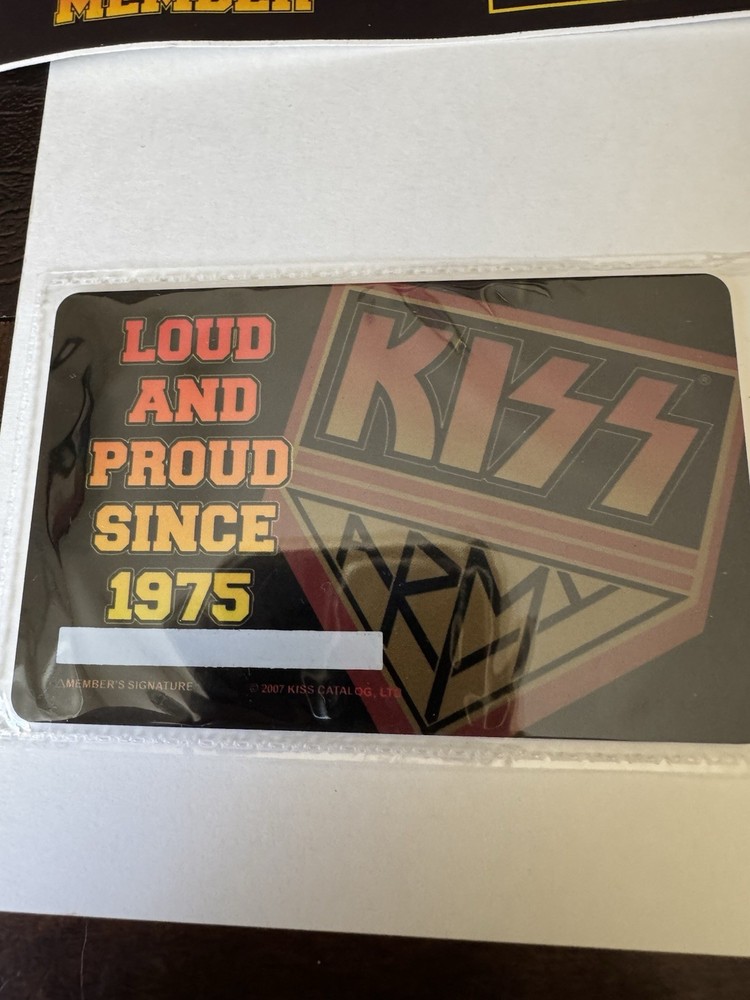 MEMBER
LOUD
AND
PROUD
SINCE
1975
KISS®
ARMY
△MEMBER'S SIGNATURE
© 2007 KISS CATALOG, LTD